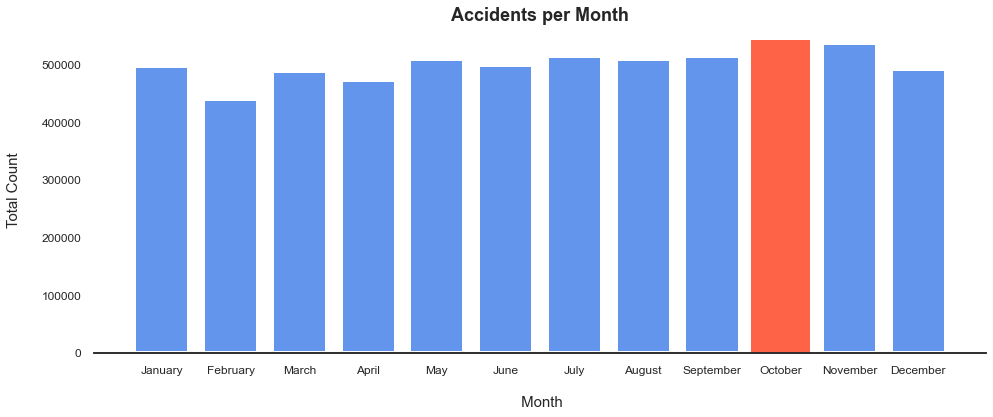 Accidents per Month
Total Count
500000
400000
300000
200000
100000
0
January February March April May June July August September October November December
Month